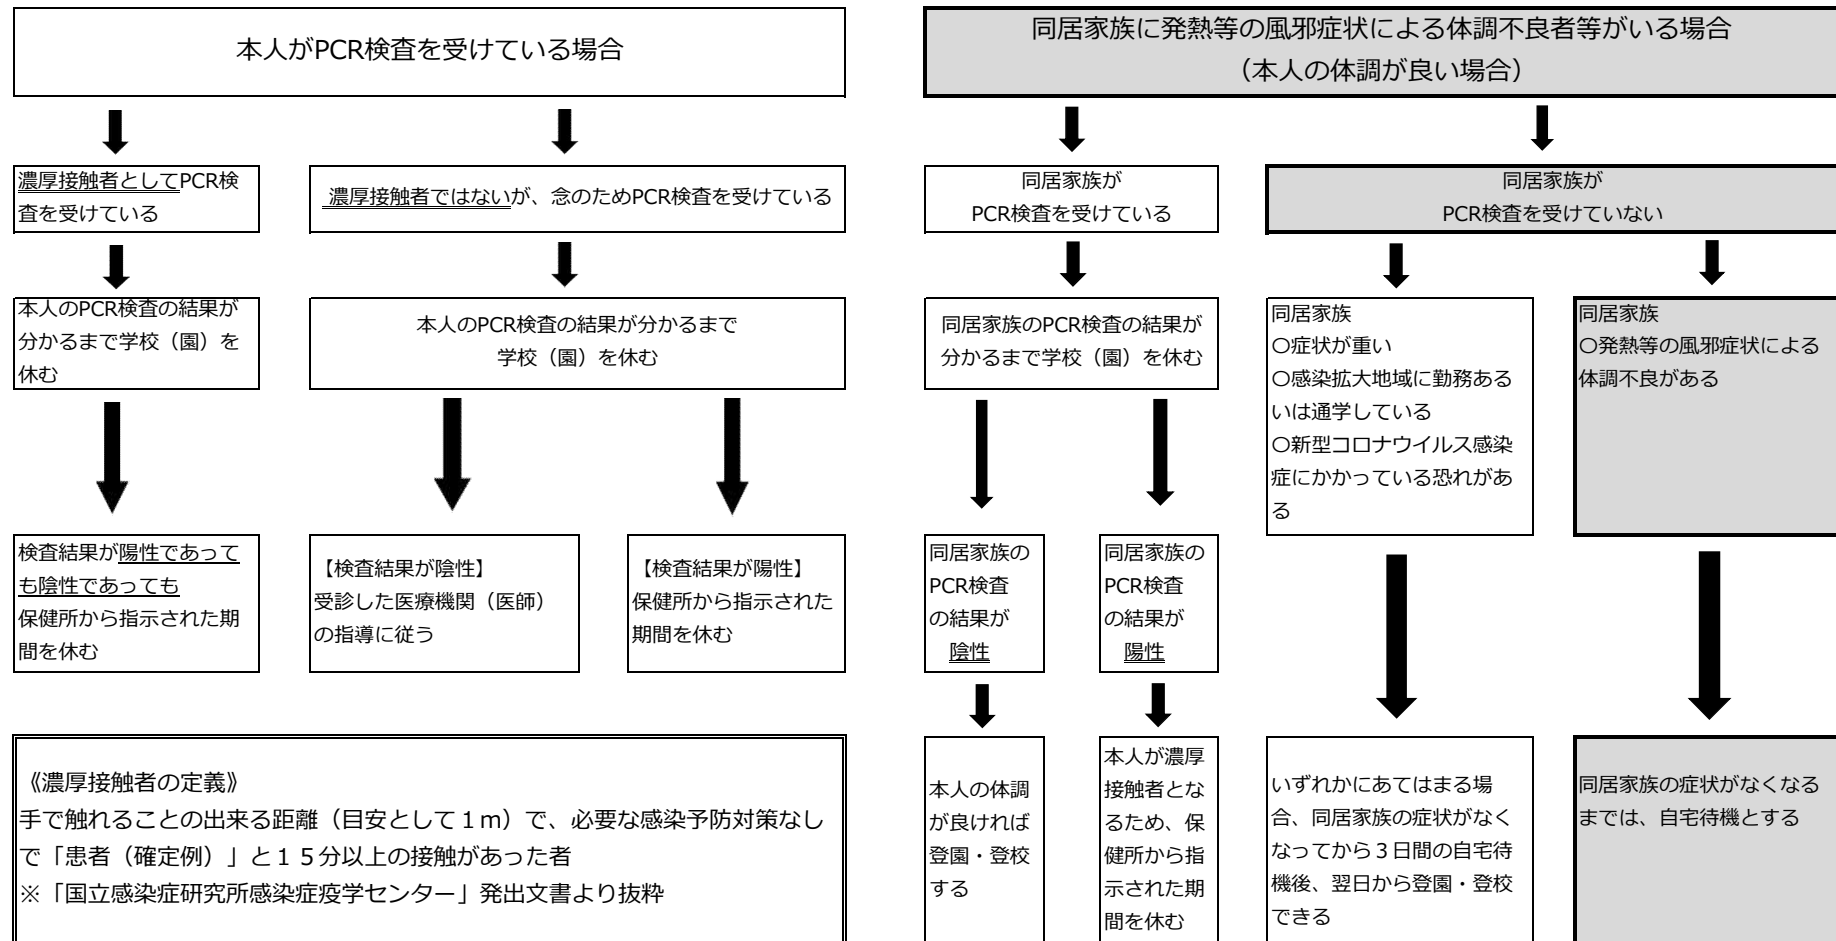 本人がPCR検査を受けている場合
濃厚接触者としてPCR検
査を受けている
濃厚接触者ではないが、念のためPCR検査を受けている
本人のPCR検査の結果が
分かるまで学校（園）を
休む
本人のPCR検査の結果が分かるまで
学校（園）を休む
検査結果が陽性であって
も陰性であっても
保健所から指示された期
間を休む
【検査結果が陰性】
受診した医療機関（医師）
の指導に従う
【検査結果が陽性】
保健所から指示された
期間を休む
《濃厚接触者の定義》
手で触れることの出来る距離（目安として１ｍ）で、必要な感染予防対策なし
で「患者（確定例）」と１５分以上の接触があった者
※「国立感染症研究所感染症疫学センター」発出文書より抜粋
同居家族に発熱等の風邪症状による体調不良者等がいる場合
（本人の体調が良い場合）
同居家族が
PCR検査を受けている
同居家族が
PCR検査を受けていない
同居家族のPCR検査の結果が
分かるまで学校（園）を休む
同居家族
〇症状が重い
〇感染拡大地域に勤務ある
いは通学している
〇新型コロナウイルス感染
症にかかっている恐れがあ
る
同居家族
〇発熱等の風邪症状による
体調不良がある
同居家族の
PCR検査
の結果が
陰性
同居家族の
PCR検査
の結果が
陽性
本人の体調
が良ければ
登園・登校
する
本人が濃厚
接触者とな
るため、保
健所から指
示された期
間を休む
いずれかにあてはまる場
合、同居家族の症状がなく
なってから３日間の自宅待
機後、翌日から登園・登校
できる
同居家族の症状がなくなる
までは、自宅待機とする